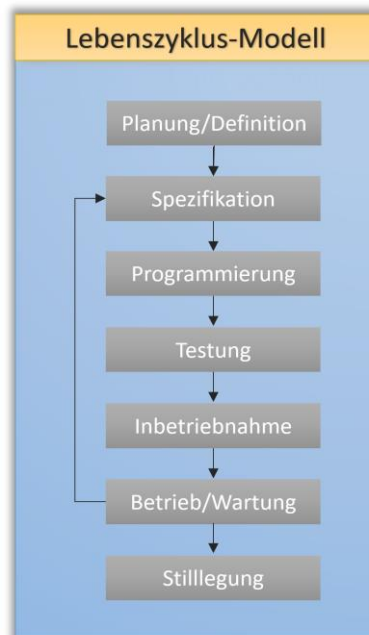 Lebenszyklus-Modell
Planung/Definition
Spezifikation
Programmierung
Testung
Inbetriebnahme
Betrieb/Wartung
Stilllegung